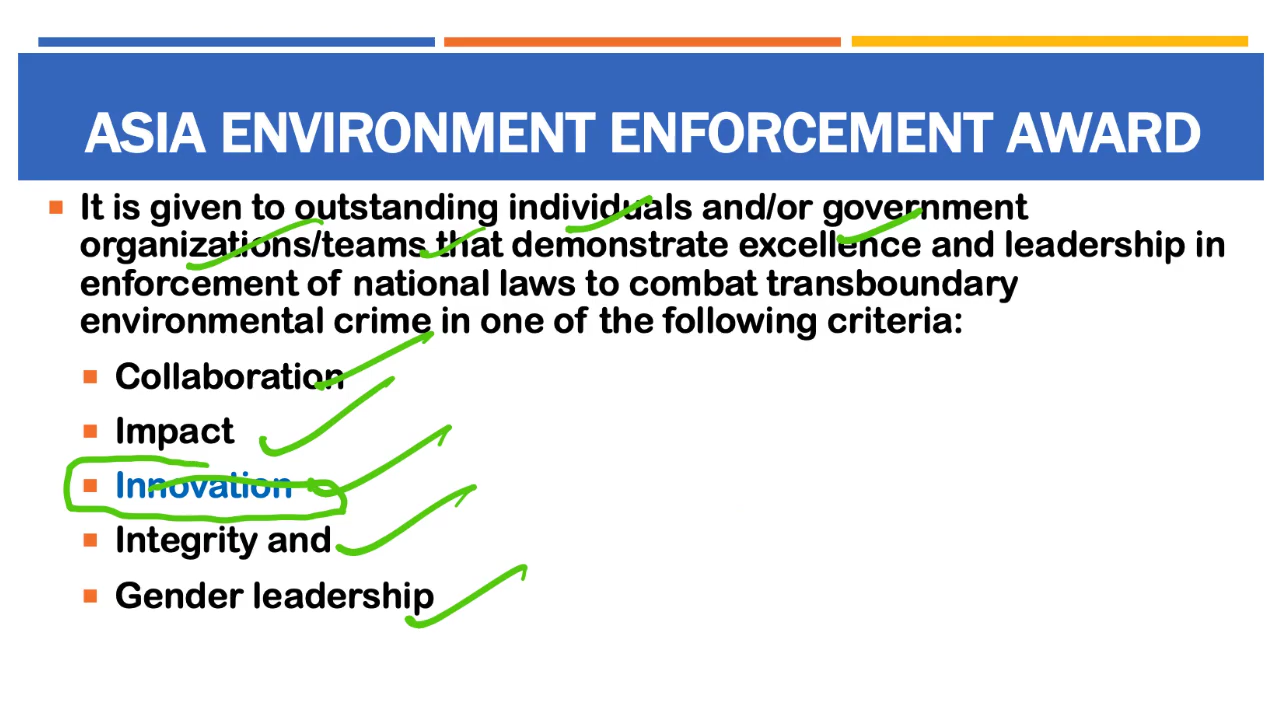 ASIA ENVIRONMENT ENFORCEMENT AWARD
It is given to outstanding individuals and/or government
organizations/teams that demonstrate excellence and leadership in
enforcement of national laws to combat transboundary
environmental crime in one of the following criteria:
Collaboration
Impact
Innovation
Integrity and
Gender leadership